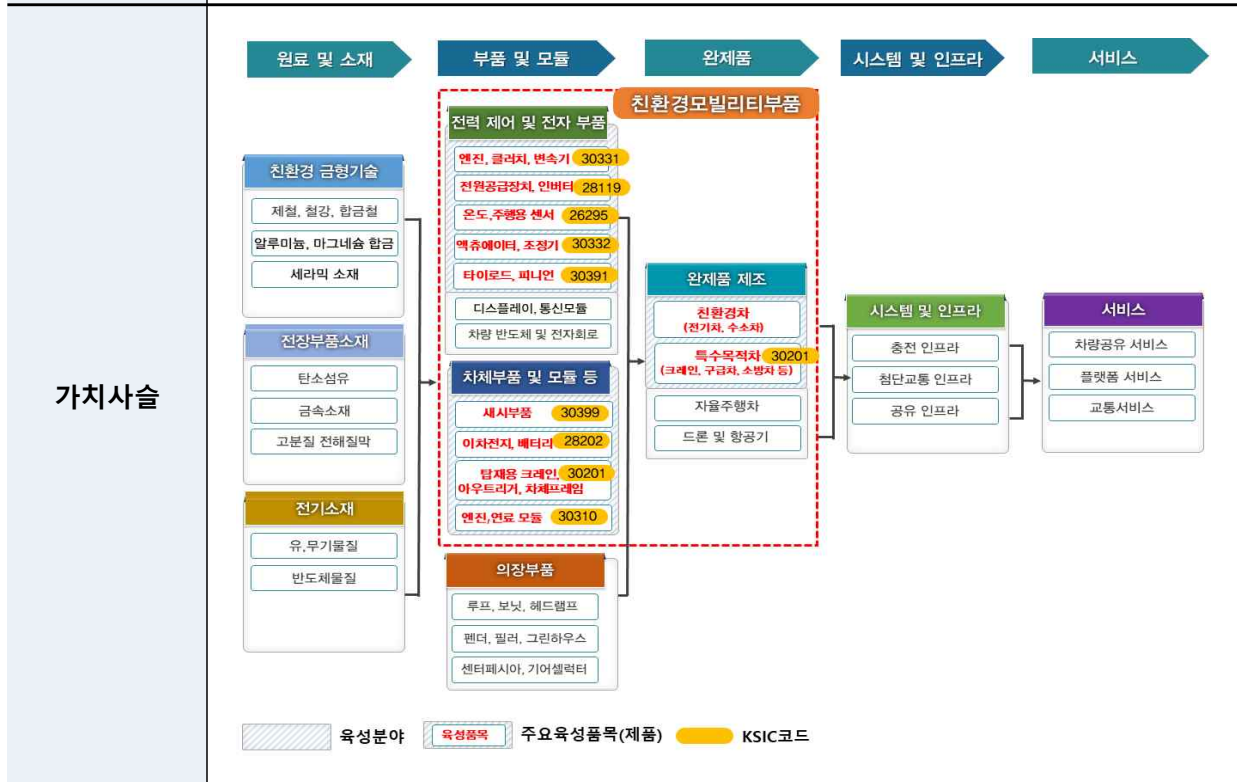 가치사슬
원료 및 소재
부품 및 모듈
완제품
시스템 및 인프라
서비스
친환경모빌리티부품
친환경 금형기술
제철, 철강, 합금철
알루미늄, 마그네슘 합금
세라믹 소재
전장부품소재
탄소섬유
금속소재
고분질 전해질막
전기소재
유,무기물질
반도체물질
전력 제어 및 전자 부품
엔진, 클러치, 변속기 30331
전원공급장치, 인버터 28119
온도,주행용 센서 26295
액츄에이터, 조정기 30332
타이로드, 피니언 30391
디스플레이, 통신모듈
차량 반도체 및 전자회로
차체부품 및 모듈 등
섀시부품 30399
이차전지, 배터리 28202
탑재용 크레인, 30201
아우트리거, 차체프레임
엔진,연료 모듈 30310
의장부품
루프, 보닛, 헤드램프
펜더, 필러, 그린하우스
센터페시아, 기어셀럭터
완제품 제조
친환경차
(전기차, 수소차)
특수목적차 30201
(크레인, 구급차, 소방차 등)
자율주행차
드론 및 항공기
시스템 및 인프라
충전 인프라
첨단교통 인프라
공유 인프라
서비스
차량공유 서비스
플랫폼 서비스
교통서비스
육성분야
육성품목
주요육성품목(제품)
KSIC코드